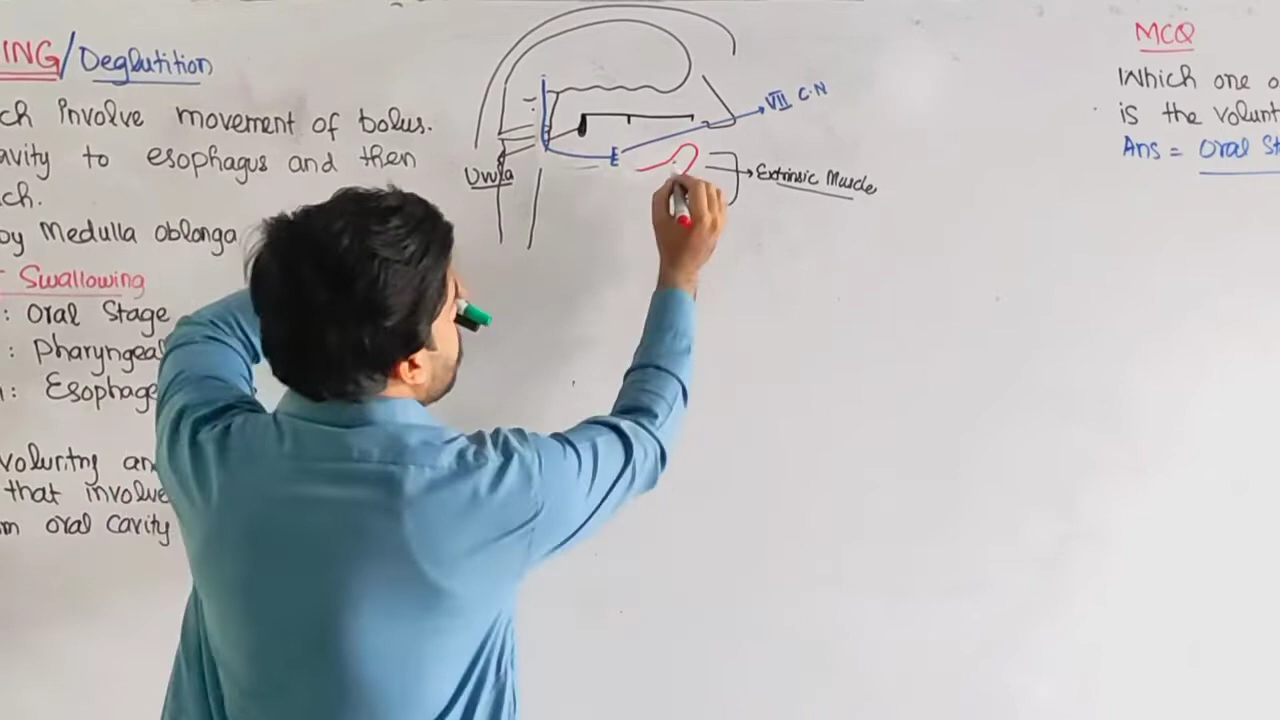 ING/Deglutition
ch involve movement of bolus.
avity to esophagus and then
ch.
by Medulla oblonga
Swallowing
: Oral Stage
: Pharyngeal
: Esophage
voluntry an
that involve
m oral cavity
VII C.N
Uvula
Extrinsic Muscle
MCQ
Which one o
is the volunt
Ans = Oral St